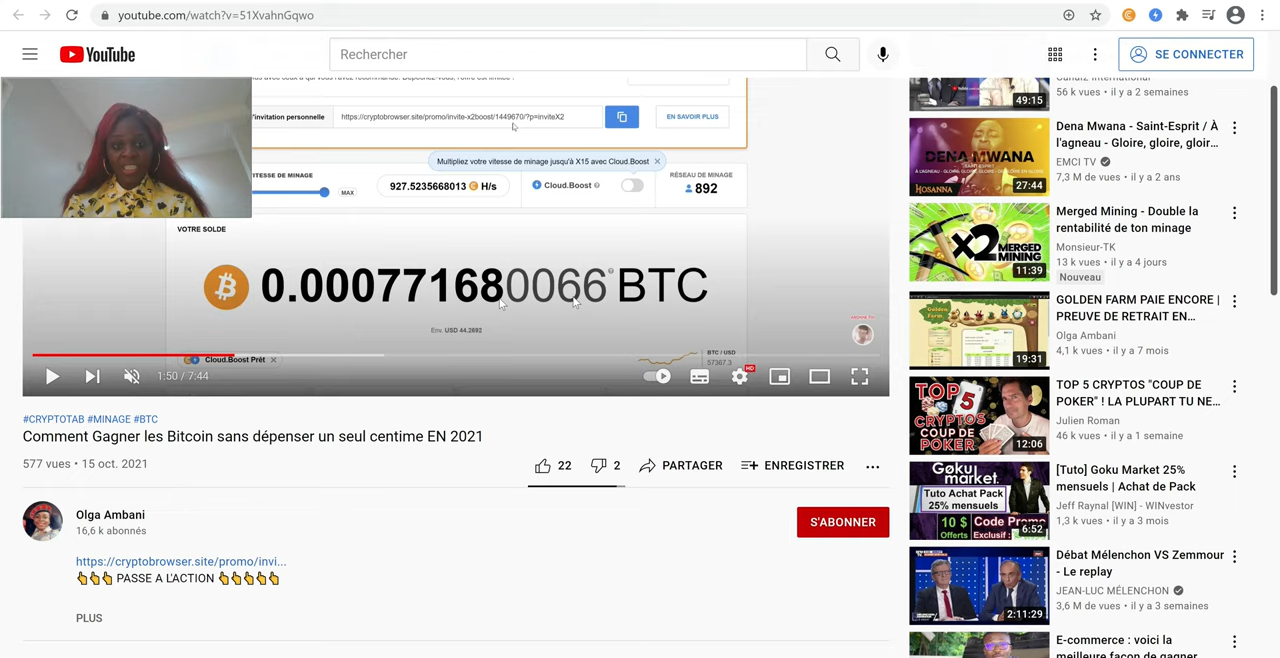 youtube.com/watch?v=51XvahnGqwo
YouTube
Rechercher
SE CONNECTER
'invitation personnelle
https://cryptobrowser.site/promo/invite-x2boost/1449670/?p=inviteX2
EN SAVOIR PLUS
Multipliez votre vitesse de minage jusqu'à X15 avec Cloud.Boost
ITESSE DE MINAGE
MAX
927.5235668013 H/s
Cloud.Boost
RÉSEAU DE MINAGE
892
VOTRE SOLDE
0.000771680066 BTC
Env. USD 44.2692
Cloud.Boost Prêt
BTC / USD
57367.3
1:50 / 7:44
HD
#CRYPTOTAB #MINAGE #BTC
Comment Gagner les Bitcoin sans dépenser un seul centime EN 2021
577 vues • 15 oct. 2021
22
2
PARTAGER
ENREGISTRER
Olga Ambani
16,6 k abonnés
S'ABONNER
https://cryptobrowser.site/promo/invi...
👆👆👆 PASSE A L'ACTION 👆👆👆👆👆
PLUS
49:15
Canal2 International
56 k vues • il y a 2 semaines
DENA MWANA
HOSANNA
27:44
Dena Mwana - Saint-Esprit / À
l'agneau - Gloire, gloire, gloir...
EMCI TV
7,3 M de vues • il y a 2 ans
X2 MERGED
MINING
11:39
Merged Mining - Double la
rentabilité de ton minage
Monsieur-TK
13 k vues • il y a 4 jours
Nouveau
19:31
GOLDEN FARM PAIE ENCORE |
PREUVE DE RETRAIT EN...
Olga Ambani
4,1 k vues • il y a 7 mois
TOP 5
CRYPTOS
COUP DE
POKER"
12:06
TOP 5 CRYPTOS "COUP DE
POKER" ! LA PLUPART TU NE...
Julien Roman
46 k vues • il y a 1 semaine
Goku
market.
Tuto Achat Pack
25% mensuels
10 $ Code Promo
Offerts Exclusif :
6:52
[Tuto] Goku Market 25%
mensuels | Achat de Pack
Jeff Raynal [WIN] - WINvestor
1,3 k vues • il y a 3 mois
2:11:29
Débat Mélenchon VS Zemmour
- Le replay
JEAN-LUC MÉLENCHON
3,6 M de vues • il y a 3 semaines
E-commerce : voici la
meilleure façon de gagner